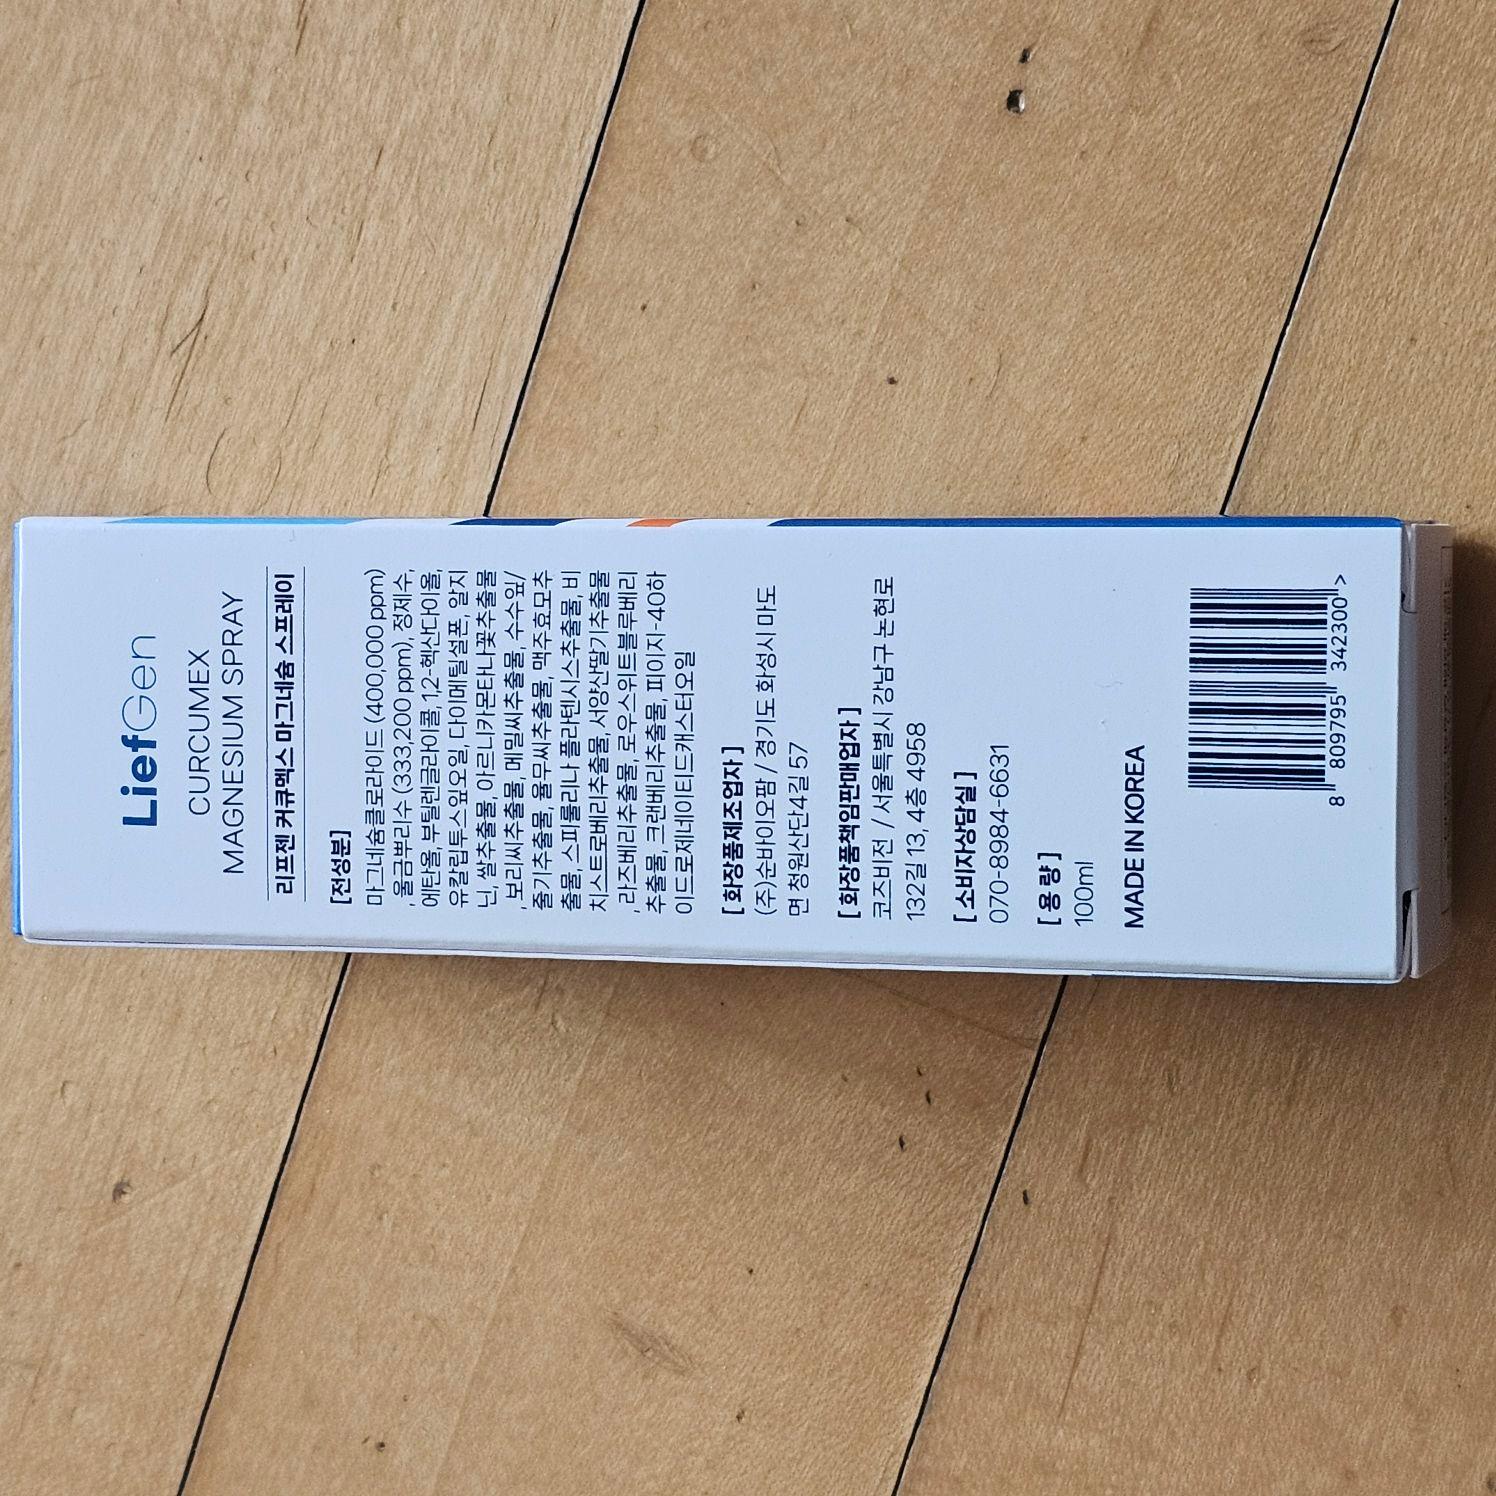 LiefGen
CURCUMEX
MAGNESIUM SPRAY
리프젠 커큐멕스 마그네슘 스프레이
[전성분]
마그네슘클로라이드 (400,000 ppm)
,울금뿌리수 (333,200 ppm), 정제수,
에탄올, 부틸렌글라이콜, 1,2-헥산다이올,
유칼립투스잎오일, 다이메틸설폰, 알지
닌, 쌀추출물, 아르니카몬타나꽃추출물
, 보리씨추출물, 메밀씨추출물, 수수잎/
줄기추출물, 율무씨추출물, 맥주효모추
출물, 스피룰리나 플라텐시스추출물, 비
치스트로베리추출물, 서양산딸기추출물
, 라즈베리추출물, 로우스위트블루베리
추출물, 크랜베리추출물, 피이지-40하
이드로제네이티드캐스터오일
[ 화장품제조업자 ]
(주)순바이오팜 / 경기도 화성시 마도
면 청원산단4길 57
[ 화장품책임판매업자 ]
코즈비전 / 서울특별시 강남구 논현로
132길 13, 4층 4958
[ 소비자상담실 ]
070-8984-6631
[ 용량 ]
100ml
MADE IN KOREA
8 809795 342300 >